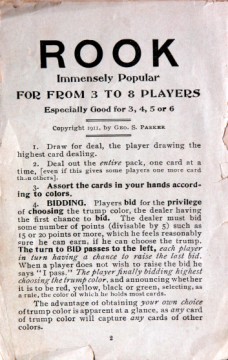 ROOK
Immensely Popular
FOR FROM 3 TO 8 PLAYERS
Especially Good for 3, 4, 5 or 6
Copyright 1911, by Geo. S. Parker
1. Draw for deal, the player drawing the
highest card dealing.
2. Deal out the entire pack, one card at a
time, [even if this gives some players one more card
than others].
3. Assort the cards in your hands accord-
ing to colors.
4. BIDDING. Players bid for the privilege
of choosing the trump color, the dealer having
the first chance to bid. The dealer must bid
some number of points (divisable by 5) such as
15 or 20 points or more, which he feels reasonably
sure he can earn, if he can choose the trump.
The turn to BID passes to the left, each player
in turn having a chance to raise the last bid.
When a player does not wish to raise the bid he
says "I pass." The player finally bidding highest
choosing the trump color, and announcing whether
it is to be red, yellow, black or green, selecting, as
a rule, the color of which he holds most cards.
The advantage of obtaining your own choice
of trump color is apparent at a glance, as any card
of trump color will capture any cards of other
colors.
2